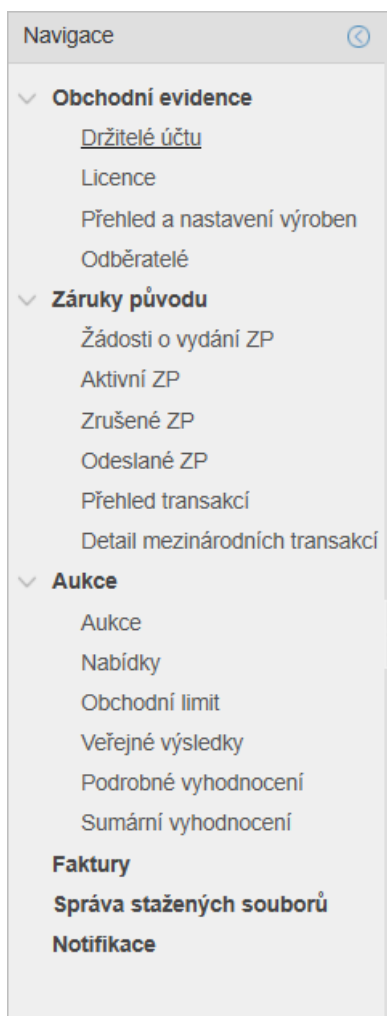 Navigace
Obchodní evidence
Držitelé účtu
Licence
Přehled a nastavení výroben
Odběratelé
Záruky původu
Žádosti o vydání ZP
Aktivní ZP
Zrušené ZP
Odeslané ZP
Přehled transakcí
Detail mezinárodních transakcí
Aukce
Aukce
Nabídky
Obchodní limit
Veřejné výsledky
Podrobné vyhodnocení
Sumární vyhodnocení
Faktury
Správa stažených souborů
Notifikace